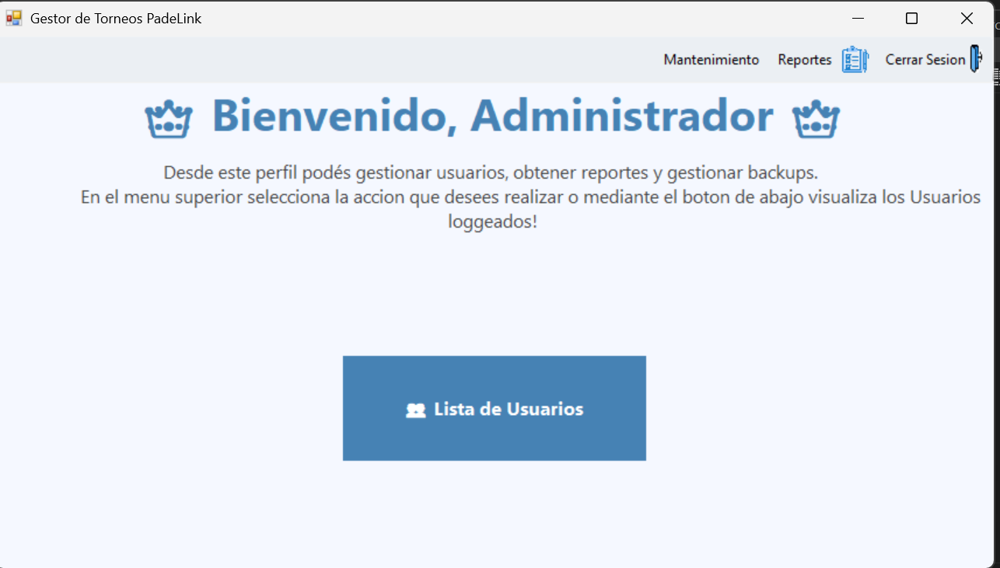 Gestor de Torneos PadeLink
Mantenimiento Reportes Cerrar Sesion
Bienvenido, Administrador
Desde este perfil podés gestionar usuarios, obtener reportes y gestionar backups.
En el menu superior selecciona la accion que desees realizar o mediante el boton de abajo visualiza los Usuarios
loggeados!
Lista de Usuarios